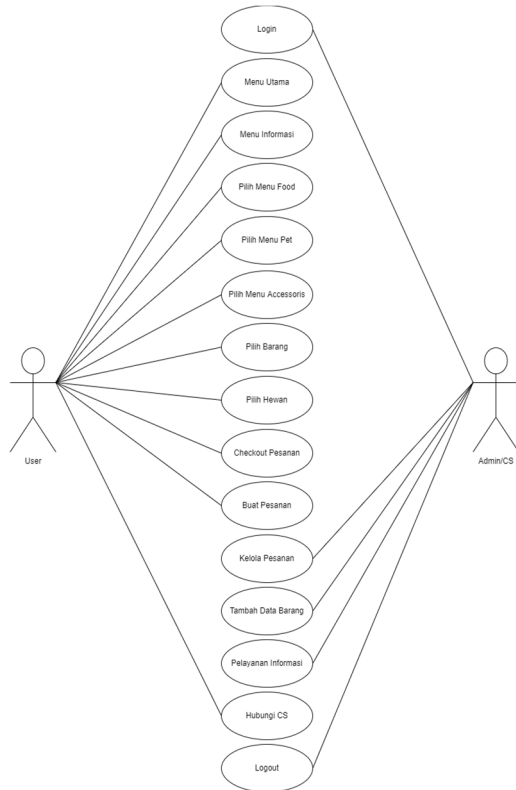 Login
Menu Utama
Menu Informasi
Pilih Menu Food
Pilih Menu Pet
Pilih Menu Accessoris
Pilih Barang
Pilih Hewan
Checkout Pesanan
User
Admin/CS
Buat Pesanan
Kelola Pesanan
Tambah Data Barang
Pelayanan Informasi
Hubungi CS
Logout